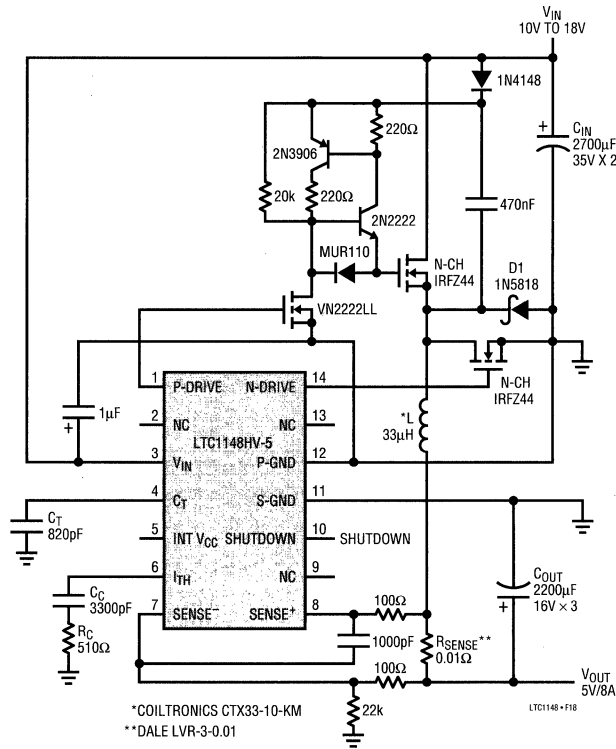 V_IN
10V TO 18V
1N4148
C_IN
2700µF
35V X 2
220Ω
2N3906
220Ω
20k
2N2222
470nF
MUR110
N-CH
IRFZ44
D1
1N5818
VN2222LL
N-CH
IRFZ44
1 P-DRIVE N-DRIVE 14
1µF
+
2 NC NC 13
LTC1148HV-5
*L
33µH
3 V_IN P-GND 12
4 C_T S-GND 11
C_T
820pF
5 INT V_CC SHUTDOWN 10 SHUTDOWN
6 I_TH NC 9
C_OUT
2200µF
16V × 3
+
C_C
3300pF
7 SENSE⁻ SENSE⁺ 8
100Ω
R_C
510Ω
1000pF
R_SENSE**
0.01Ω
100Ω
V_OUT
5V/8A
22k
LTC1148 • F18
*COILTRONICS CTX33-10-KM
**DALE LVR-3-0.01